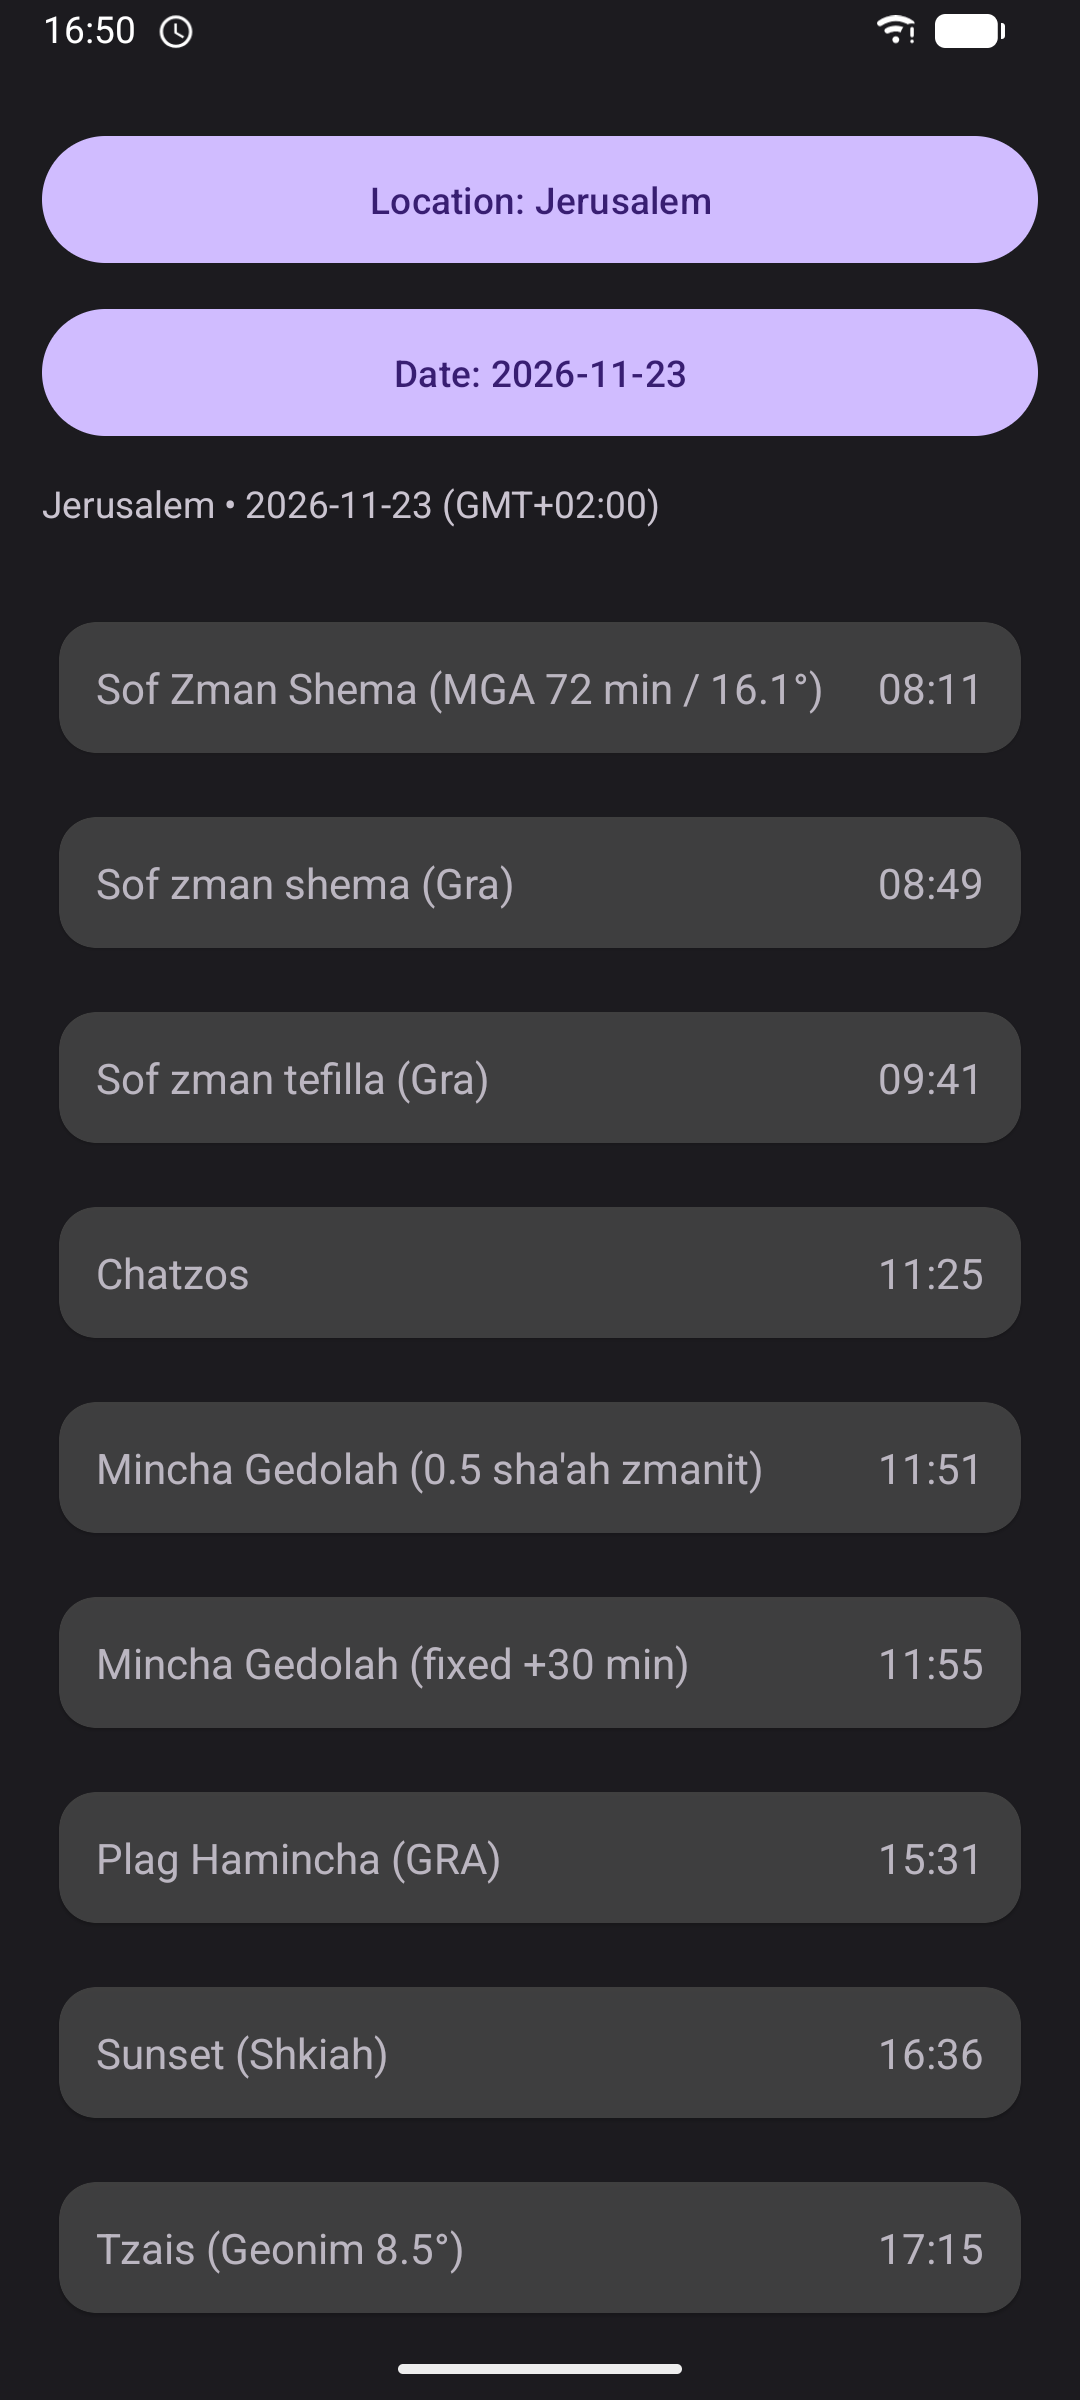 16:50
Location: Jerusalem
Date: 2026-11-23
Jerusalem • 2026-11-23 (GMT+02:00)
Sof Zman Shema (MGA 72 min / 16.1°) 08:11
Sof zman shema (Gra) 08:49
Sof zman tefilla (Gra) 09:41
Chatzos 11:25
Mincha Gedolah (0.5 sha'ah zmanit) 11:51
Mincha Gedolah (fixed +30 min) 11:55
Plag Hamincha (GRA) 15:31
Sunset (Shkiah) 16:36
Tzais (Geonim 8.5°) 17:15